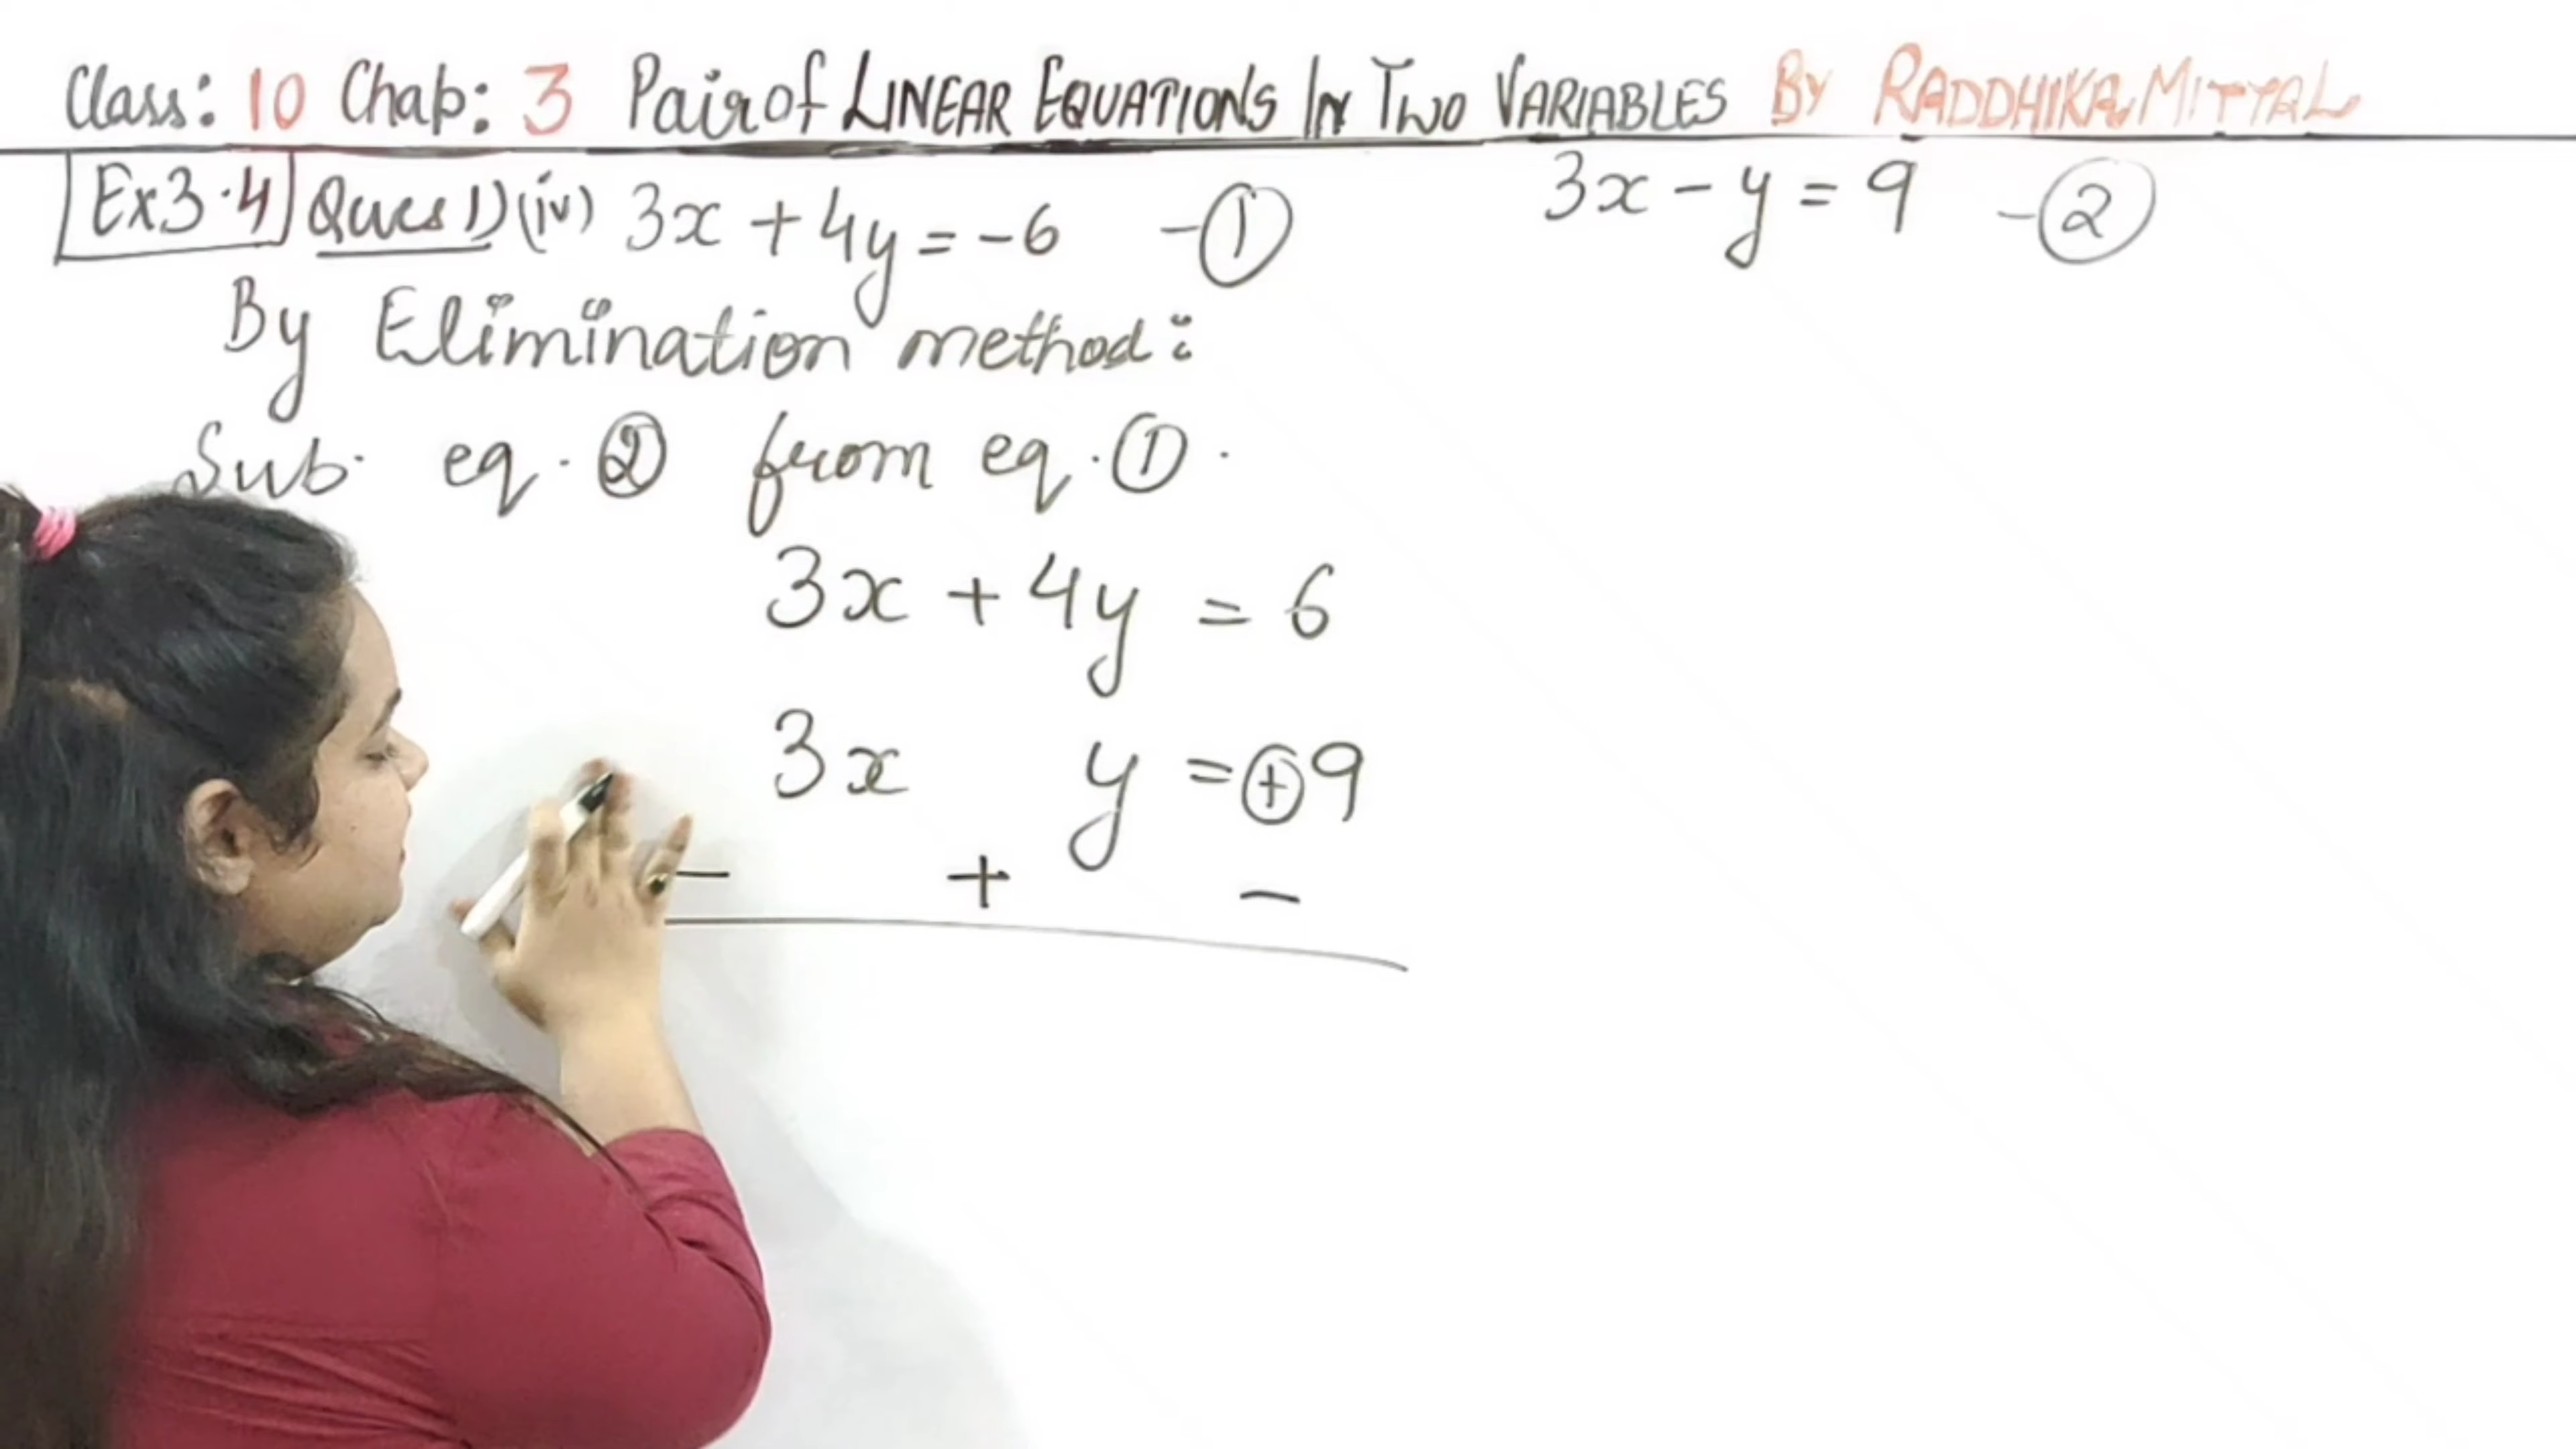 Class: 10 Chap: 3 Pair of LINEAR EQUATIONS IN TWO VARIABLES By RADDHIKA MITTAL
Ex 3.4 Ques 1) (iv) 3x + 4y = -6 - ① 3x - y = 9 - ②
By Elimination method:
Sub. eq. ② from eq. ① .
3x + 4y = 6
3x y = ⊕ 9
- + -